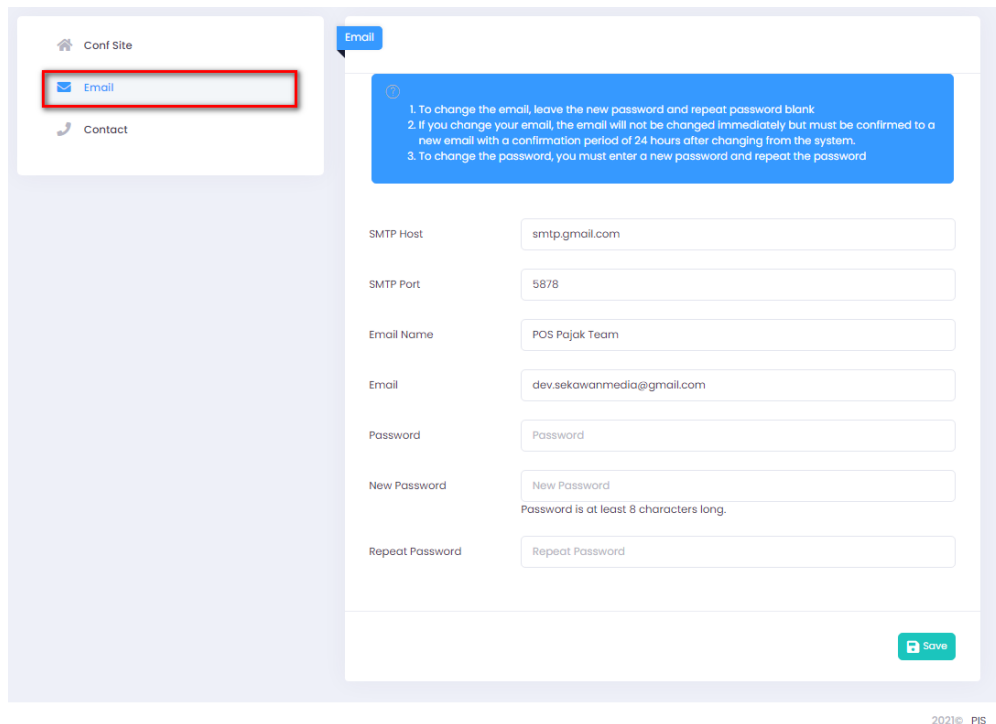 Conf Site
Email
Contact
Email
1. To change the email, leave the new password and repeat password blank
2. If you change your email, the email will not be changed immediately but must be confirmed to a
new email with a confirmation period of 24 hours after changing from the system.
3. To change the password, you must enter a new password and repeat the password
SMTP Host smtp.gmail.com
SMTP Port 5878
Email Name POS Pajak Team
Email dev.sekawanmedia@gmail.com
Password Password
New Password New Password
Password is at least 8 characters long.
Repeat Password Repeat Password
Save
2021© PIS